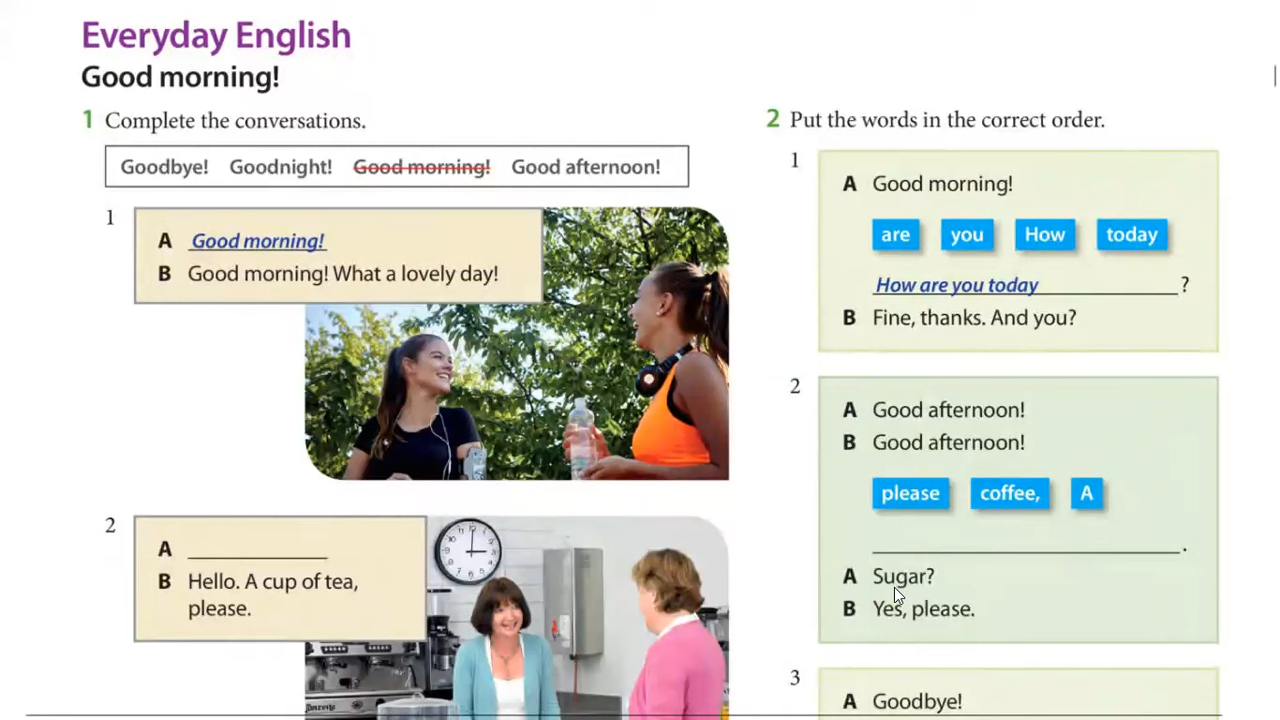 Everyday English
Good morning!
1 Complete the conversations.
Goodbye! Goodnight! Good morning! Good afternoon!
1
A Good morning!
B Good morning! What a lovely day!
2
A
B Hello. A cup of tea,
please.
2 Put the words in the correct order.
1
A Good morning!
are you How today
How are you today ?
B Fine, thanks. And you?
2
A Good afternoon!
B Good afternoon!
please coffee, A
.
A Sugar?
B Yes, please.
3
A Goodbye!